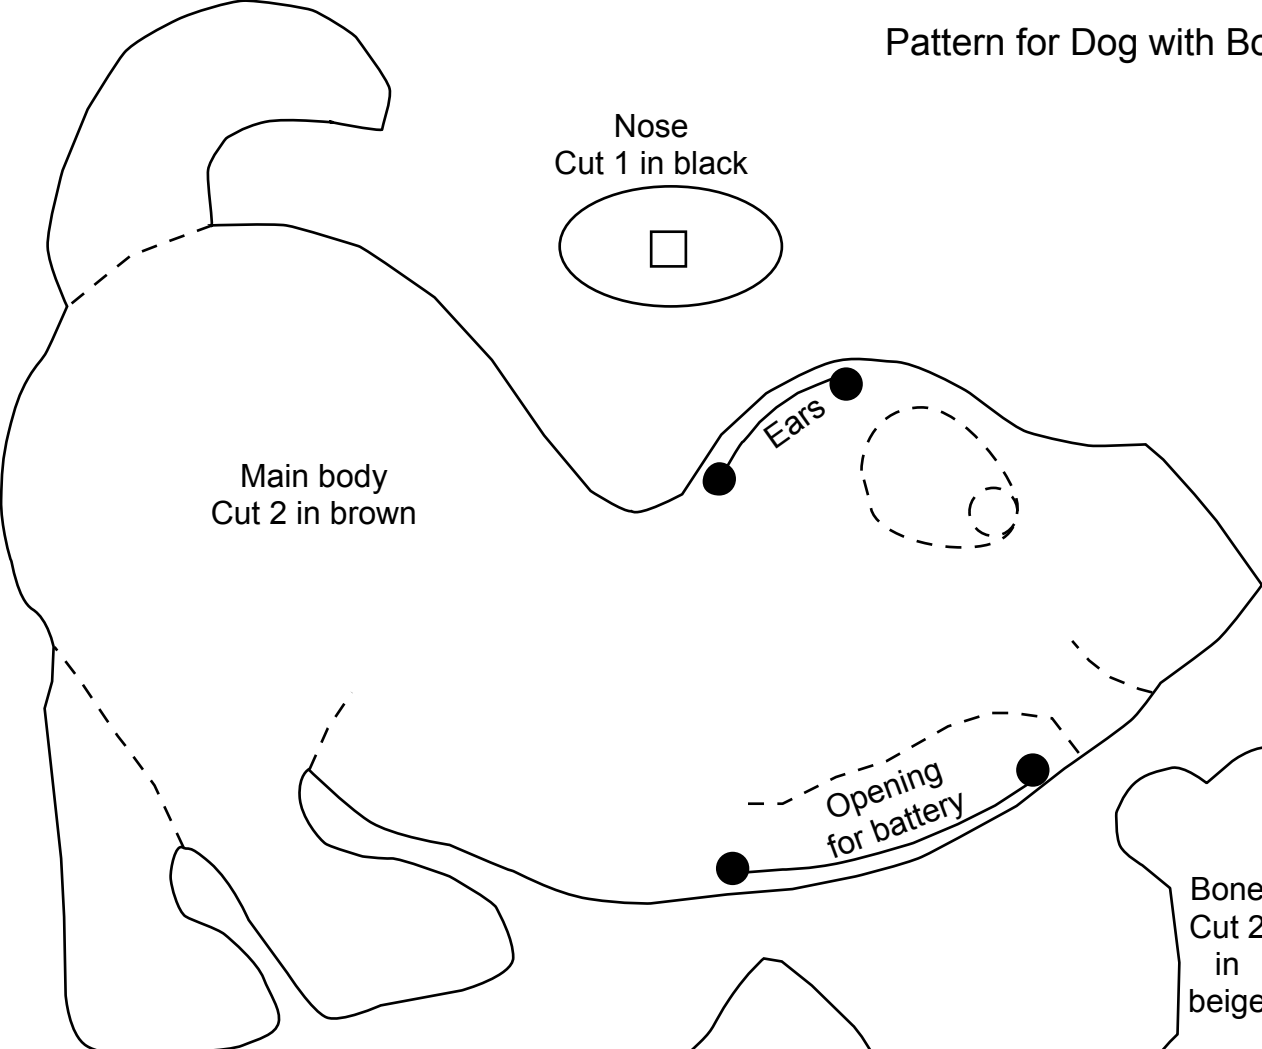 Pattern for Dog with Bo
Nose
Cut 1 in black
Ears
Main body
Cut 2 in brown
Opening
for battery
Bone
Cut 2
in
beige